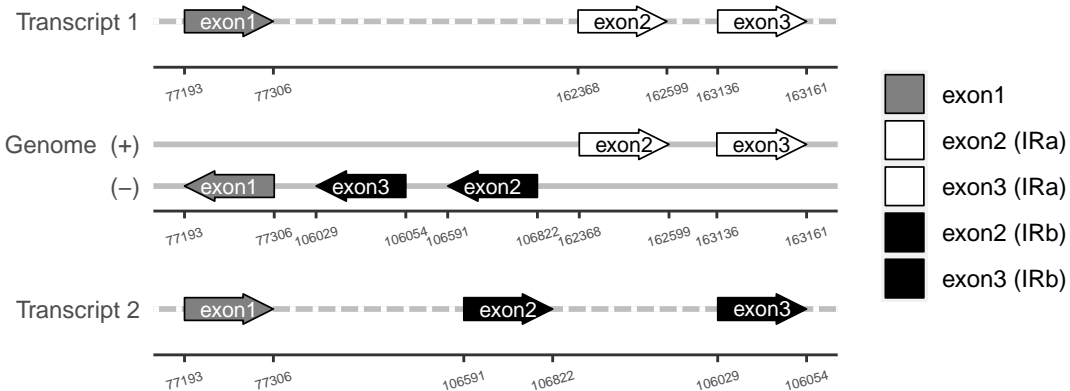 Transcript 1 exon1 exon2 exon3
77193 77306 162368 162599 163136 163161
Genome (+) exon2 exon3
(−) exon1 exon3 exon2
77193 77306 106029 106054 106591 106822 162368 162599 163136 163161
Transcript 2 exon1 exon2 exon3
77193 77306 106591 106822 106029 106054
exon1
exon2 (IRa)
exon3 (IRa)
exon2 (IRb)
exon3 (IRb)